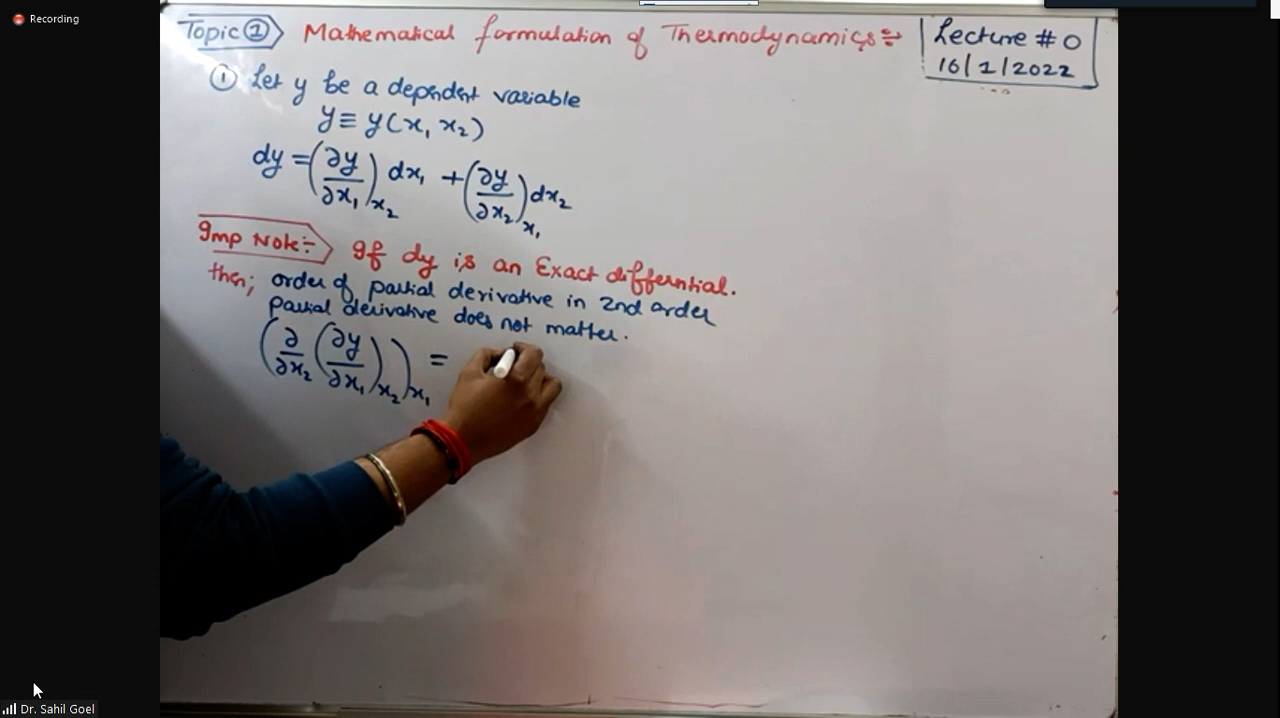 Recording
Topic ① Mathematical formulation of Thermodynamics:- Lecture # 0
16/1/2022
① Let y be a dependent variable
y ≡ y(x₁ x₂)
dy = (∂y/∂x₁)x₂ dx₁ + (∂y/∂x₂)x₁ dx₂
Imp Note:- If dy is an Exact differntial.
then; order of partial derivative in 2nd order
partial derivative does not matter.
(∂/∂x₂ (∂y/∂x₁)x₂)x₁ =
Dr. Sahil Goel